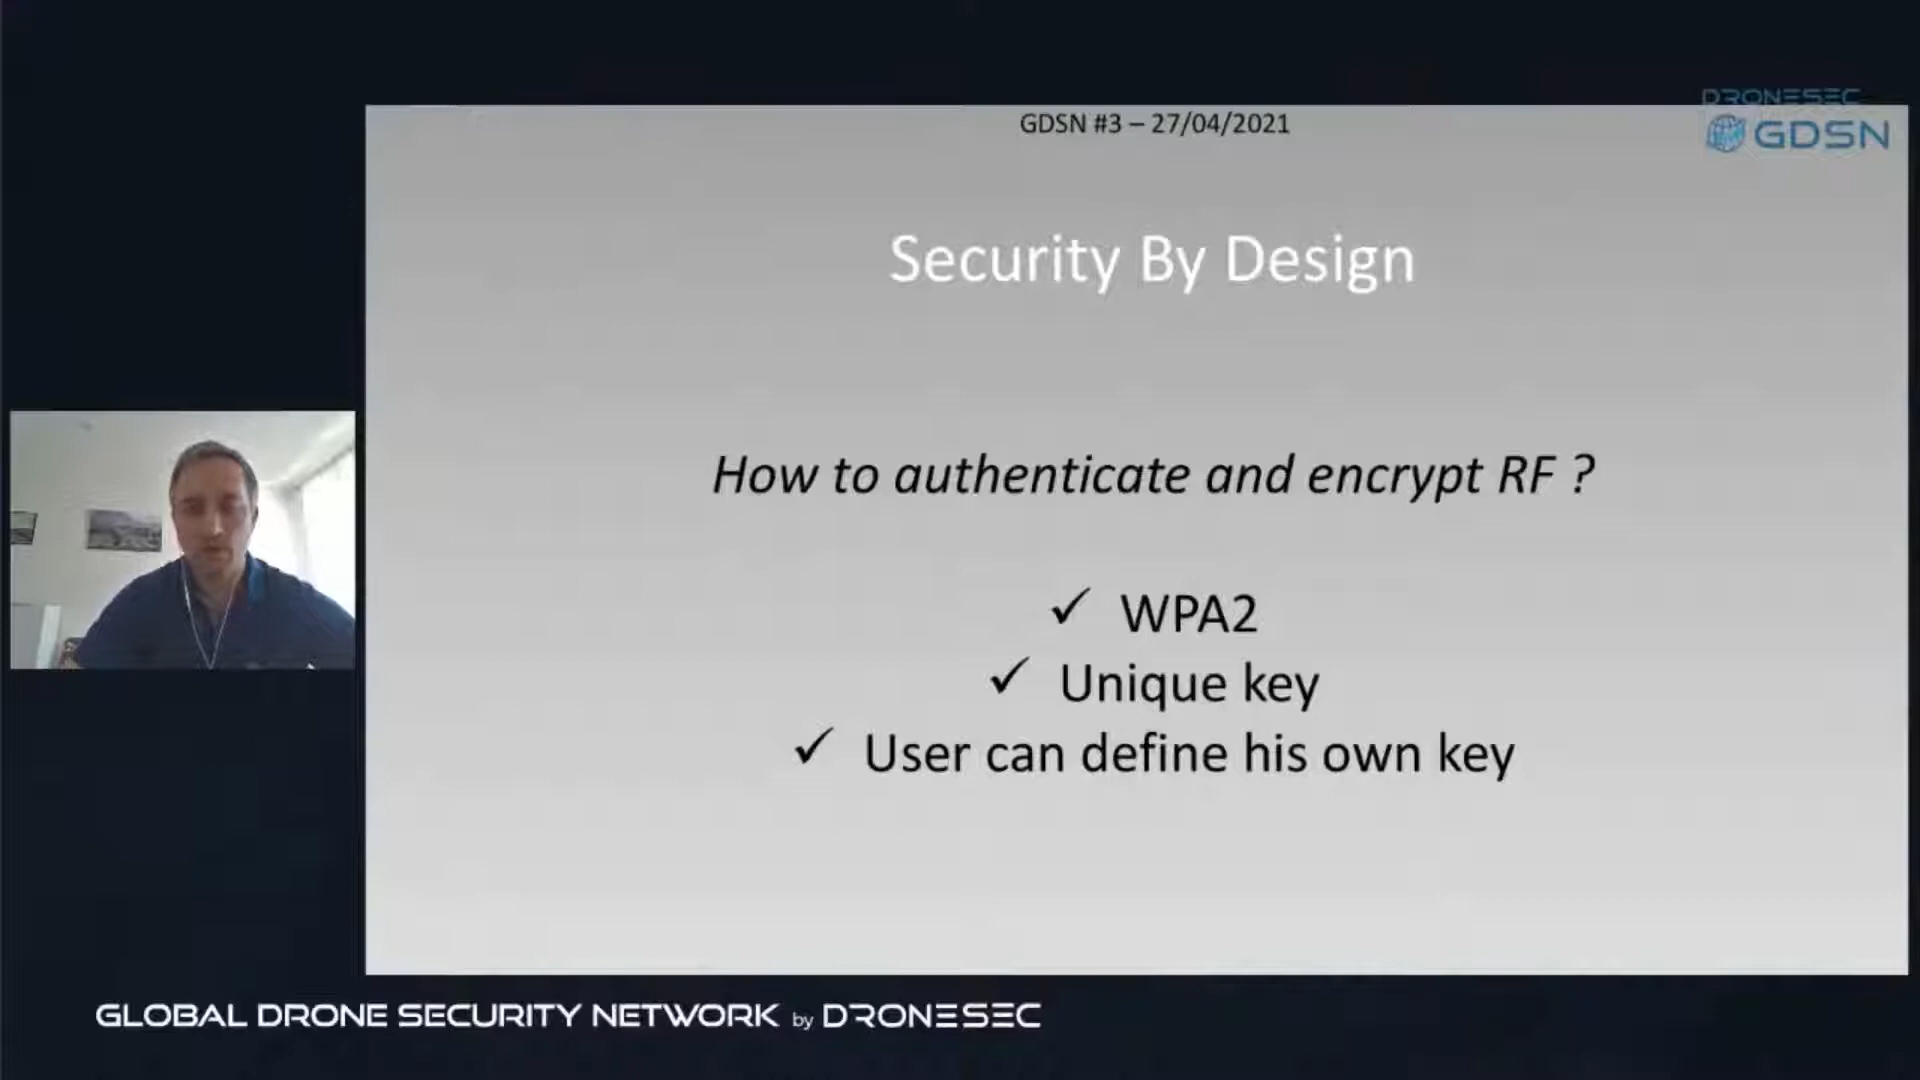 DRONESEC
GDSN
GDSN #3 – 27/04/2021
Security By Design
How to authenticate and encrypt RF ?
✓ WPA2
✓ Unique key
✓ User can define his own key
GLOBAL DRONE SECURITY NETWORK by DRONESEC